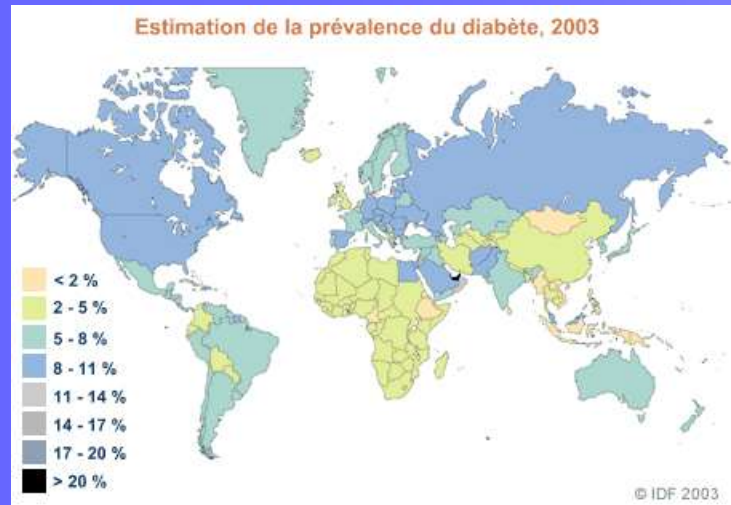 Estimation de la prévalence du diabète, 2003
< 2 %
2 - 5 %
5 - 8 %
8 - 11 %
11 - 14 %
14 - 17 %
17 - 20 %
> 20 %
© IDF 2003